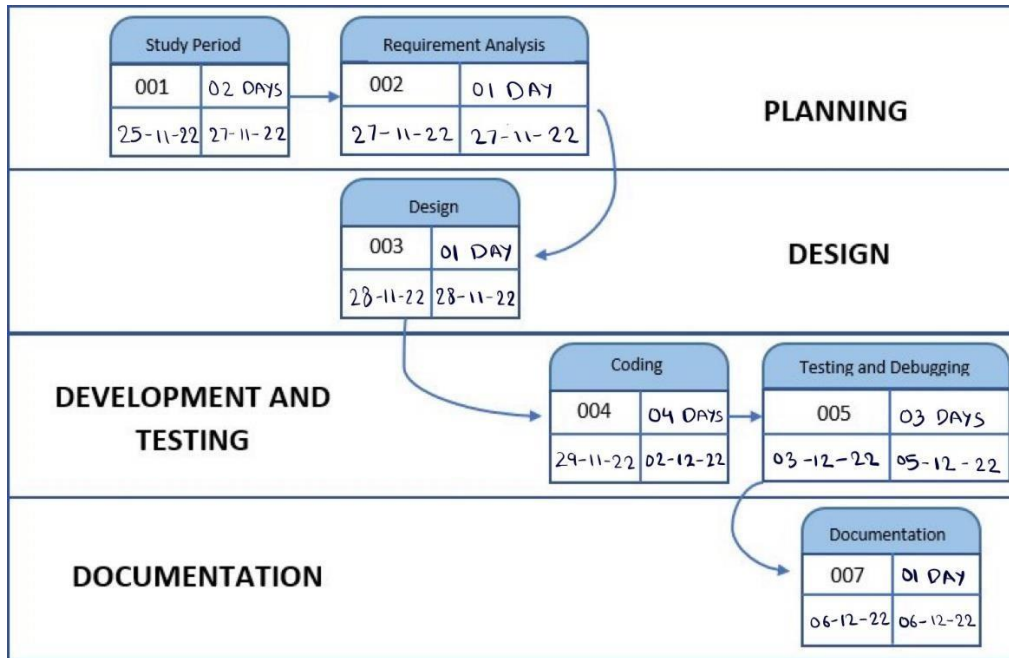 Study Period
001 02 DAYS
25-11-22 27-11-22
Requirement Analysis
002 01 DAY
27-11-22 27-11-22
PLANNING
Design
003 01 DAY
28-11-22 28-11-22
DESIGN
DEVELOPMENT AND
TESTING
Coding
004 04 DAYS
29-11-22 02-12-22
Testing and Debugging
005 03 DAYS
03-12-22 05-12-22
DOCUMENTATION
Documentation
007 01 DAY
06-12-22 06-12-22